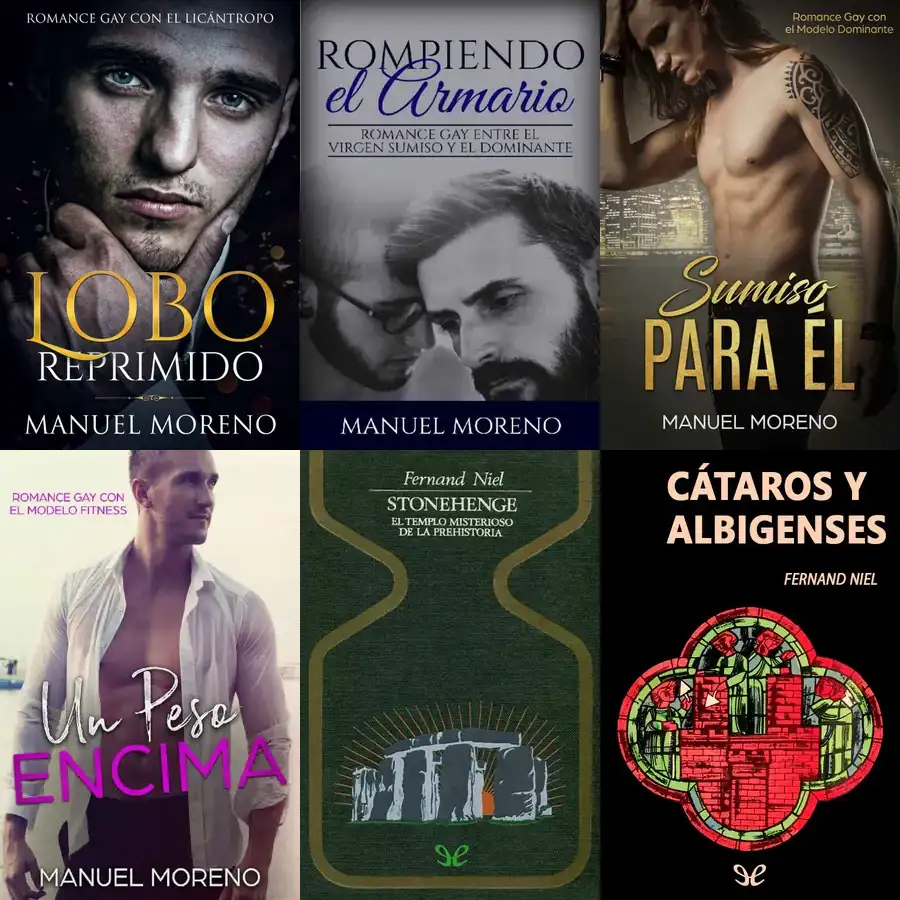 ROMANCE GAY CON EL LICÁNTROPO
LOBO
REPRIMIDO
MANUEL MORENO
ROMPIENDO
el Armario
ROMANCE GAY ENTRE EL
VIRGEN SUMISO Y EL DOMINANTE
MANUEL MORENO
Romance Gay con
el Modelo Dominante
Sumiso
PARA ÉL
MANUEL MORENO
ROMANCE GAY CON
EL MODELO FITNESS
Un Peso
ENCIMA
MANUEL MORENO
Fernand Niel
STONEHENGE
EL TEMPLO MISTERIOSO
DE LA PREHISTORIA
CÁTAROS Y
ALBIGENSES
FERNAND NIEL